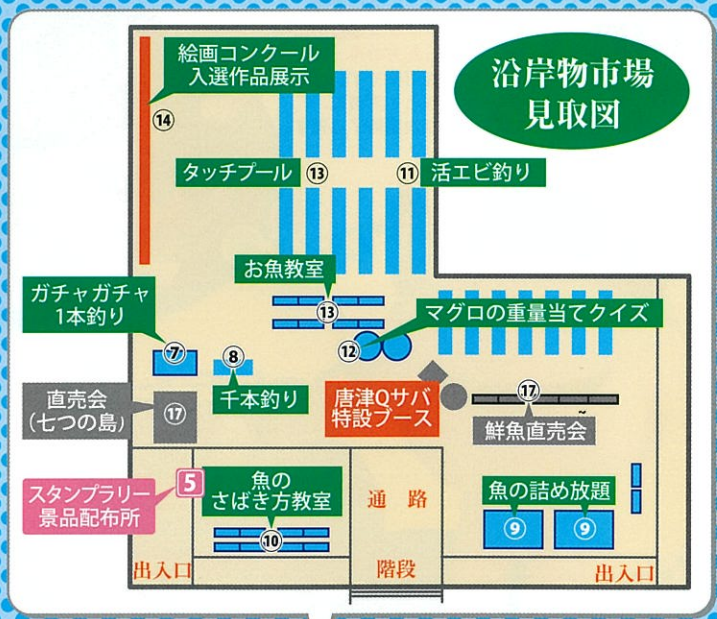 沿岸物市場
見取図
絵画コンクール
入選作品展示
⑭
タッチプール
⑬
⑪
活エビ釣り
お魚教室
⑬
ガチャガチャ
1本釣り
⑦
⑧
千本釣り
⑫
マグロの重量当てクイズ
直売会
(七つの島)
⑰
唐津Qサバ
特設ブース
⑰
~
鮮魚直売会
スタンプラリー
景品配布所
5
魚の
さばき方教室
⑩
通 路
魚の詰め放題
⑨
⑨
出入口
階段
出入口